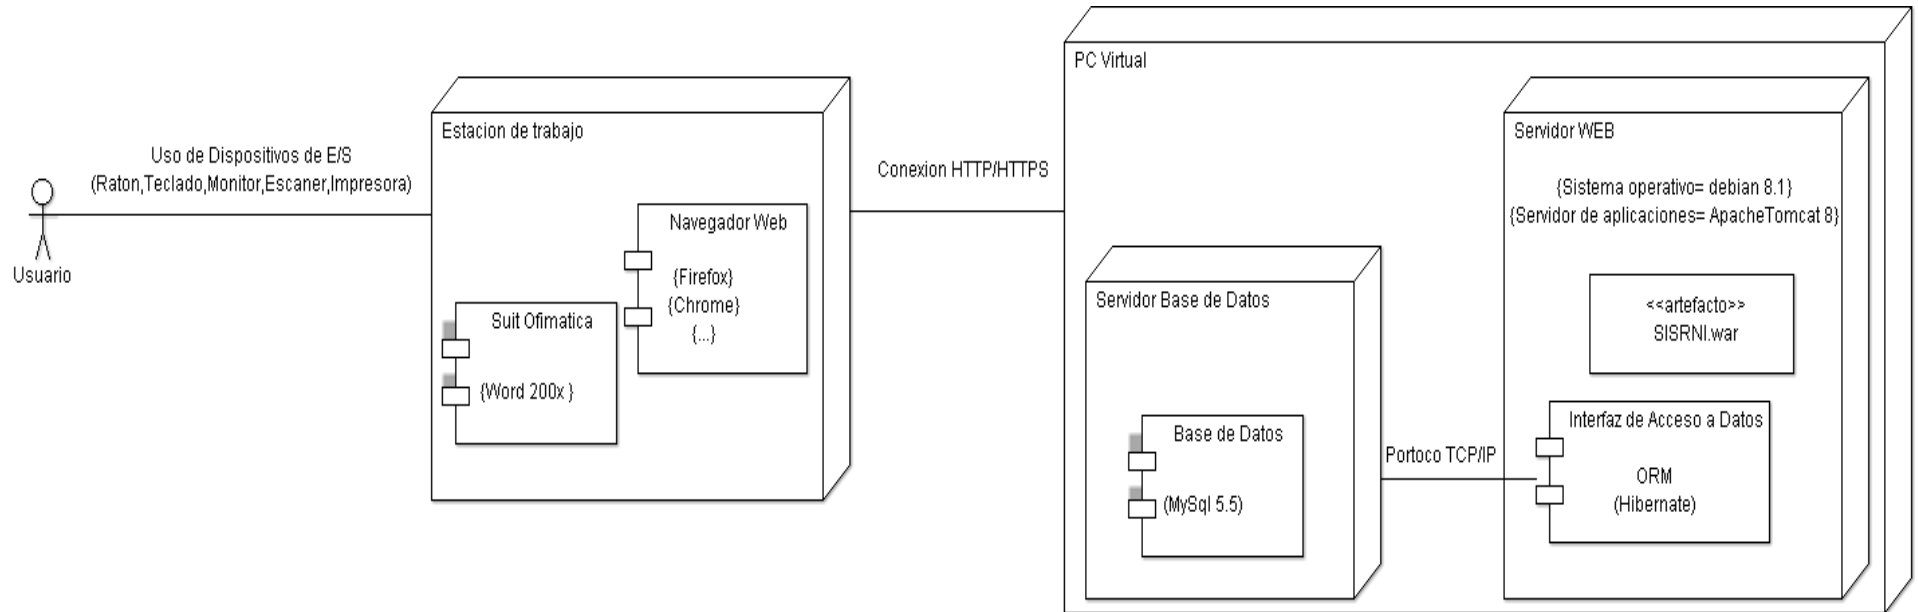 Usuario
Uso de Dispositivos de E/S
(Raton,Teclado,Monitor,Escaner,Impresora)
Estacion de trabajo
Navegador Web
{Firefox}
{Chrome}
{...}
Suit Ofimatica
{Word 200x }
Conexion HTTP/HTTPS
PC Virtual
Servidor Base de Datos
Base de Datos
(MySql 5.5)
Portoco TCP/IP
Servidor WEB
{Sistema operativo= debian 8.1}
{Servidor de aplicaciones= ApacheTomcat 8}
<<artefacto>>
SISRNI.war
Interfaz de Acceso a Datos
ORM
(Hibernate)